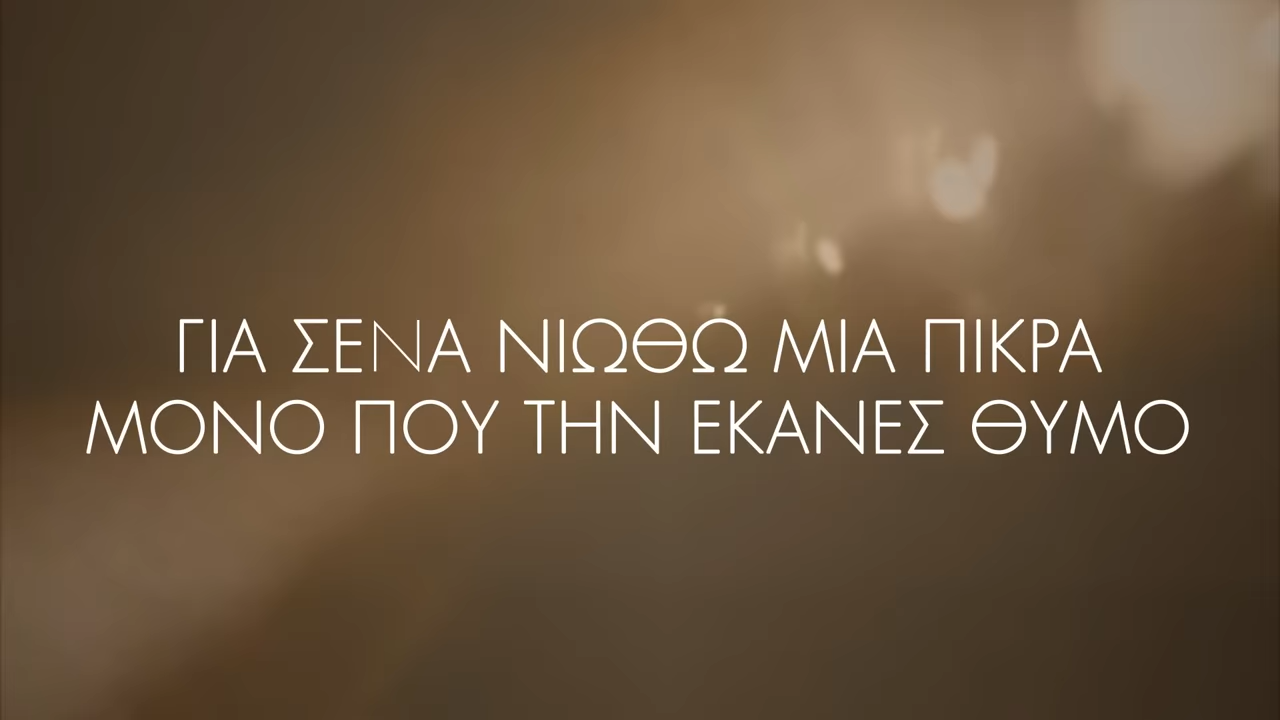 ΓΙΑ ΣΕΝΑ ΝΙΩΘΩ ΜΙΑ ΠΙΚΡΑ
ΜΟΝΟ ΠΟΥ ΤΗΝ ΕΚΑΝΕΣ ΘΥΜΟ